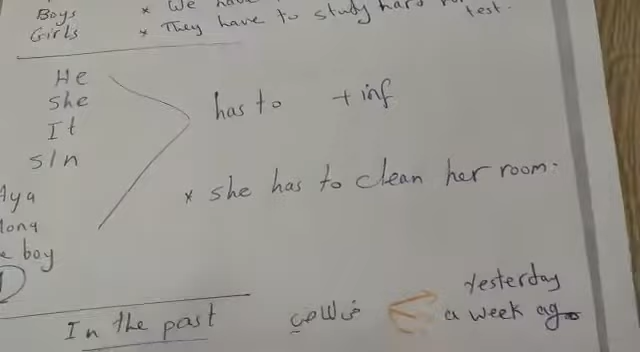 Boys * We have
Girls * They have to study hard
test.
He
She
It
s/n
has to + inf
Aya
* she has to clean her room.
boy
1
Yesterday
In the past
a week ago